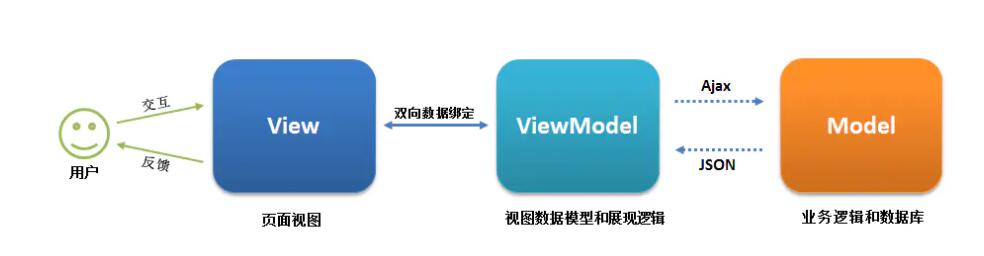 交互
反馈
用户
View
页面视图
双向数据绑定
ViewModel
视图数据模型和展现逻辑
Ajax
JSON
Model
业务逻辑和数据库